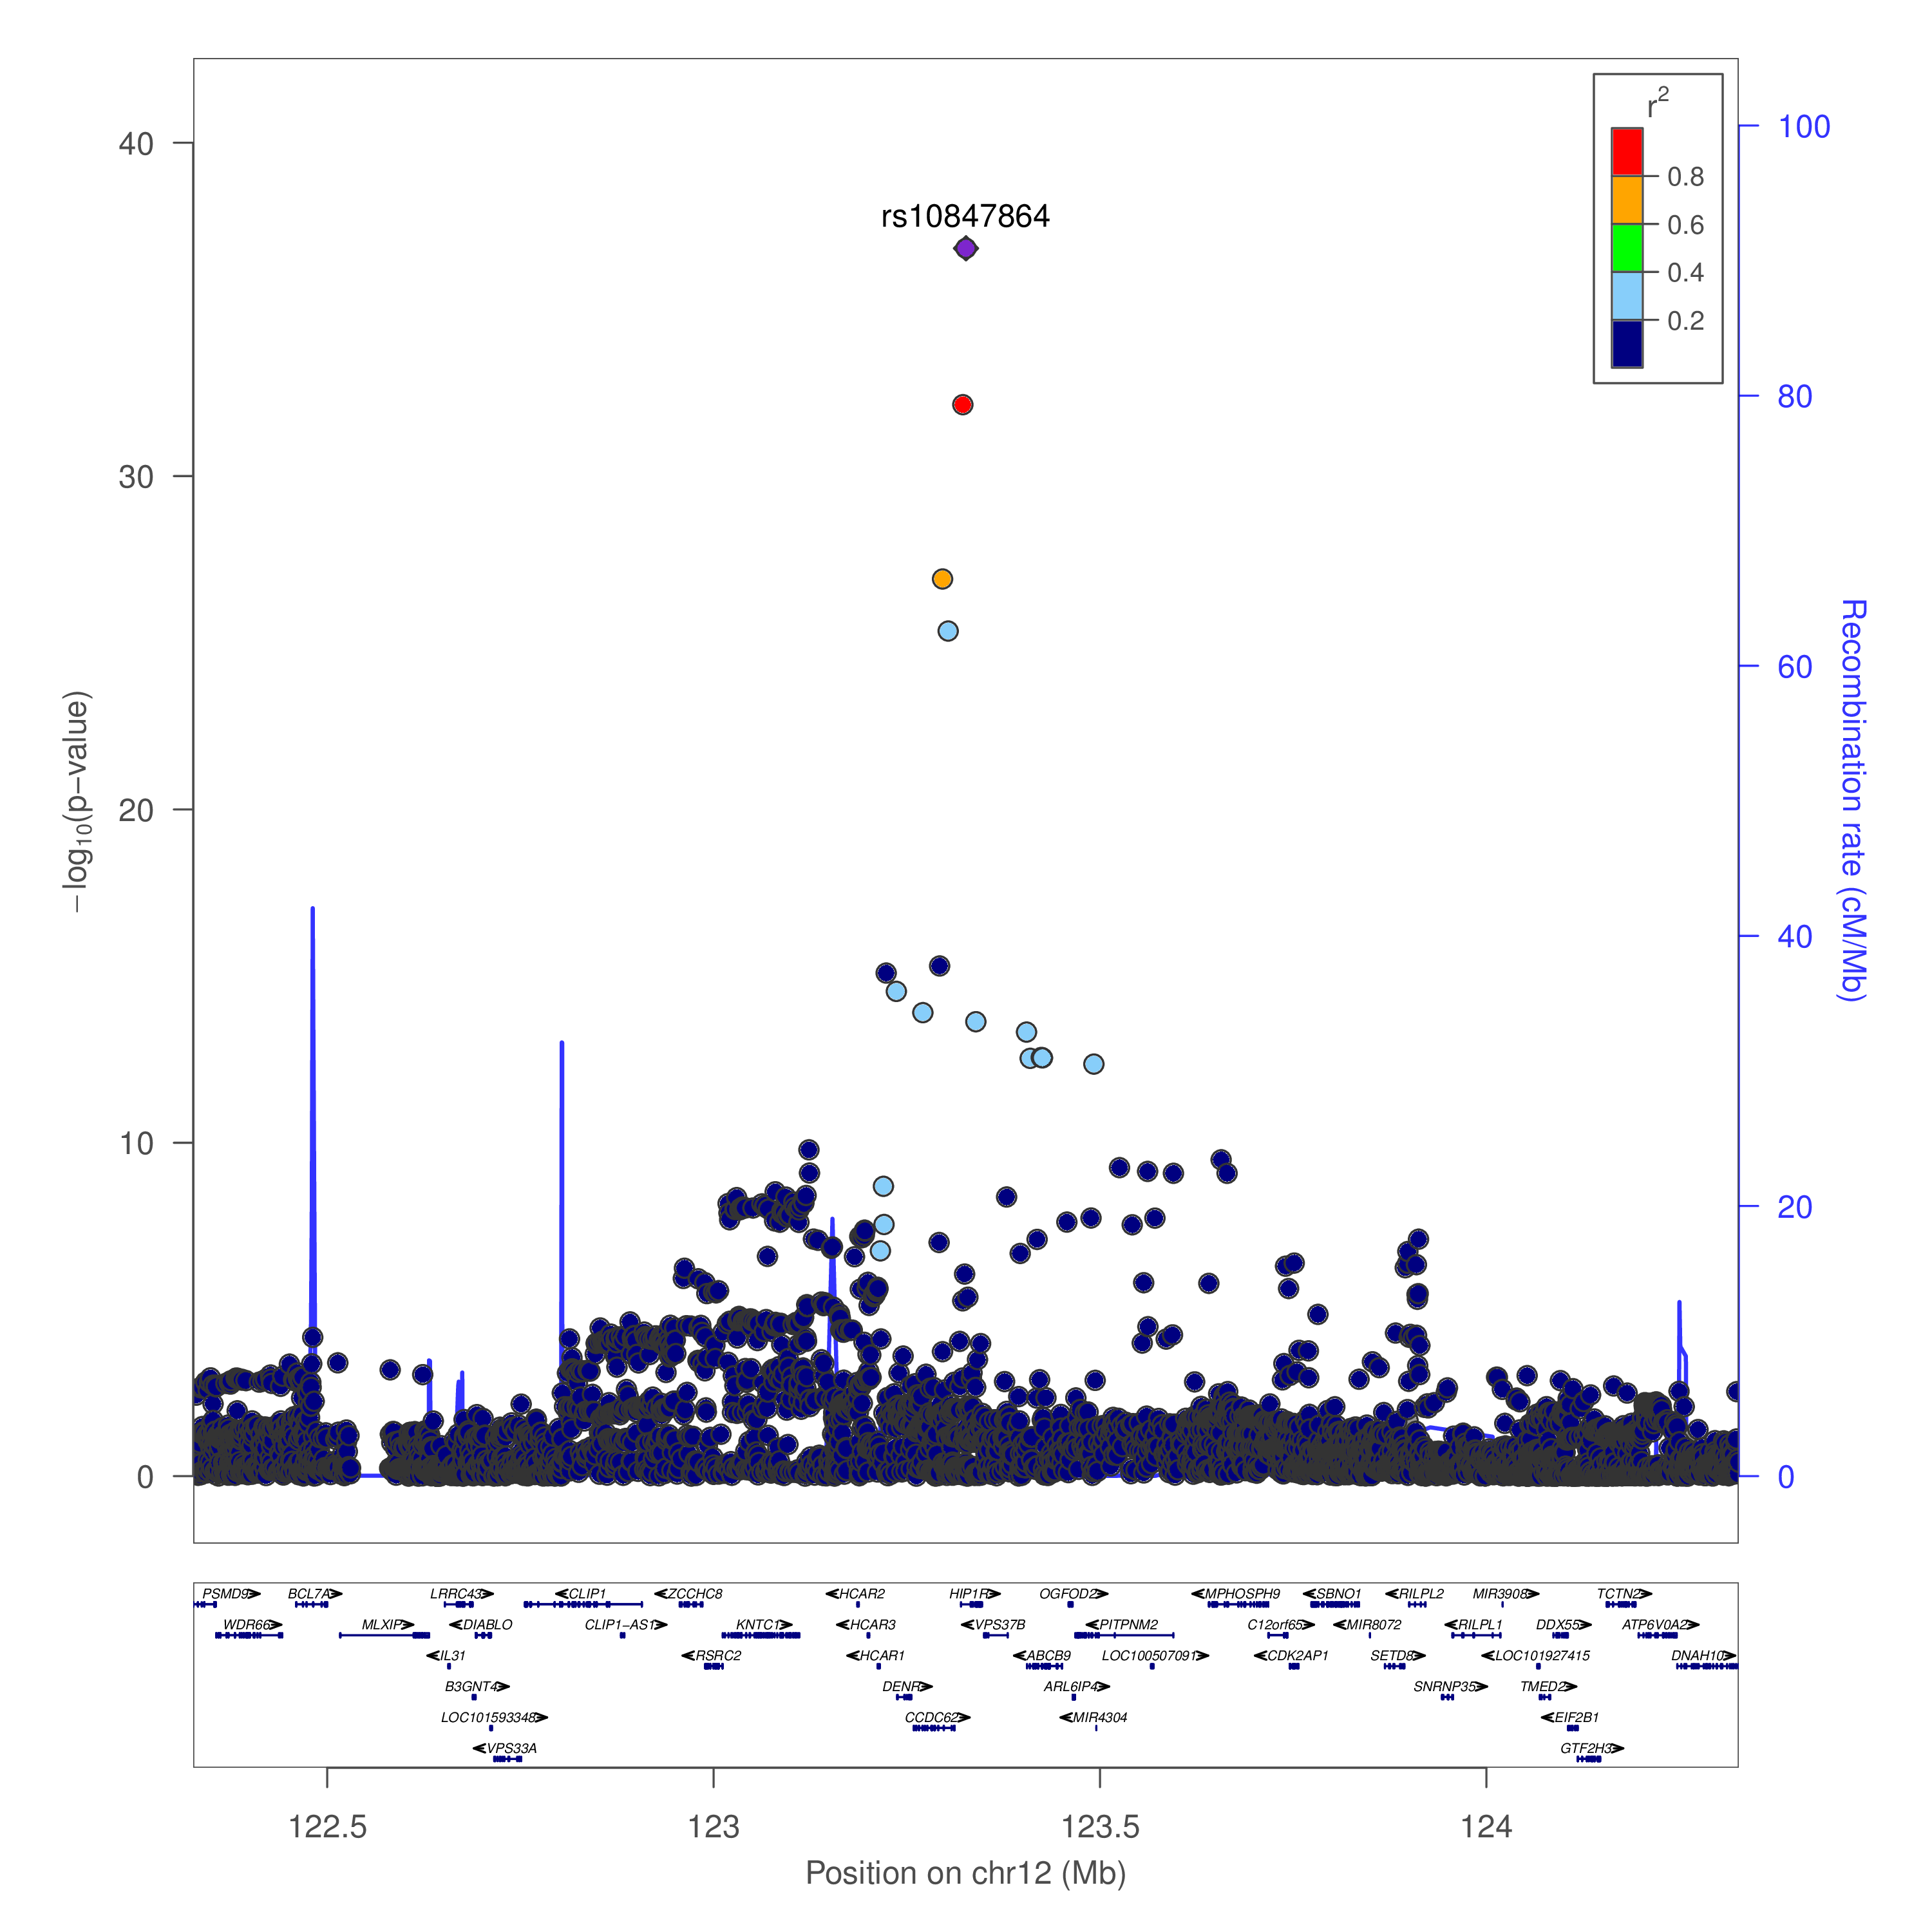 r2
0.8
0.6
0.4
0.2
rs10847864
40
30
20
10
0
−log10(p−value)
100
80
60
40
20
0
Recombination rate (cM/Mb)
PSMD9 BCL7A LRRC43 CLIP1 ZCCHC8 HCAR2 HIP1R OGFOD2 MPHOSPH9 SBNO1 RILPL2 MIR3908 TCTN2
WDR66 MLXIP DIABLO CLIP1−AS1 KNTC1 HCAR3 VPS37B PITPNM2 C12orf65 MIR8072 RILPL1 DDX55 ATP6V0A2
IL31 RSRC2 HCAR1 ABCB9 LOC100507091 CDK2AP1 SETD8 LOC101927415 DNAH10
B3GNT4 DENR ARL6IP4 SNRNP35 TMED2
LOC101593348 CCDC62 MIR4304 EIF2B1
VPS33A GTF2H3
122.5 123 123.5 124
Position on chr12 (Mb)